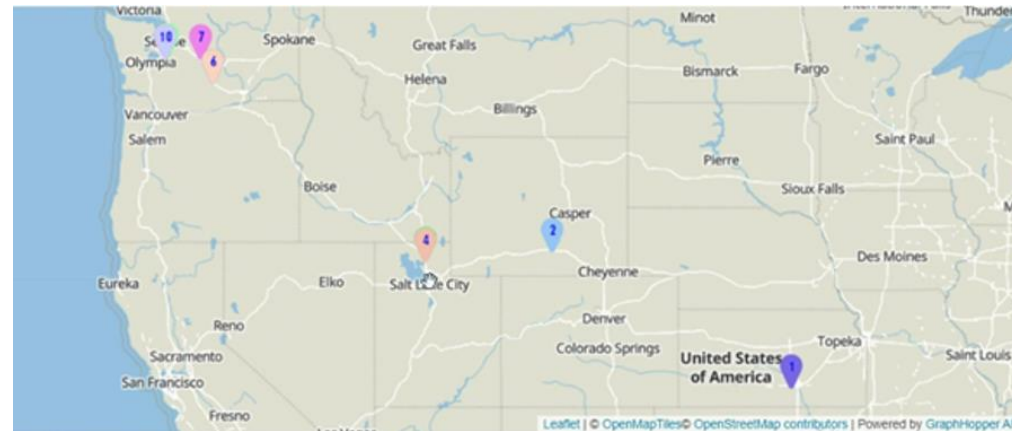 Victoria
Minot
Thunder
10
7
Spokane
Great Falls
Olympia
6
Bismarck
Fargo
Helena
Billings
Vancouver
Salem
Saint Paul
Pierre
Boise
Sioux Falls
Casper
4
2
Des Moines
Cheyenne
Eureka
Elko
Salt Lake City
Denver
Reno
Topeka
Colorado Springs
Sacramento
United States
of America
1
Saint Louis
San Francisco
Fresno
Leaflet | © OpenMapTiles© OpenStreetMap contributors | Powered by GraphHopper A